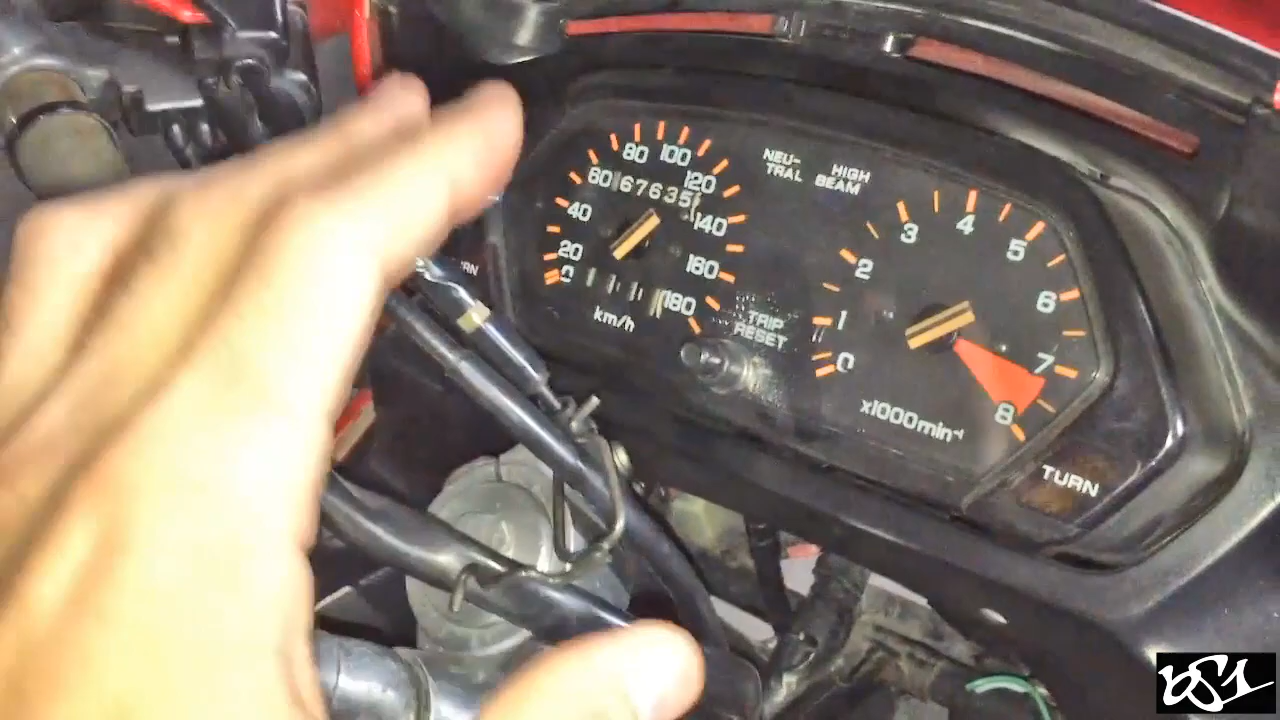 80 100
60 120
67635
40 140
20 160
0 180
km/h
NEU-
TRAL
HIGH
BEAM
TRIP
RESET
3 4 5
2 6
1 7
0 8
x1000min⁻¹
TURN